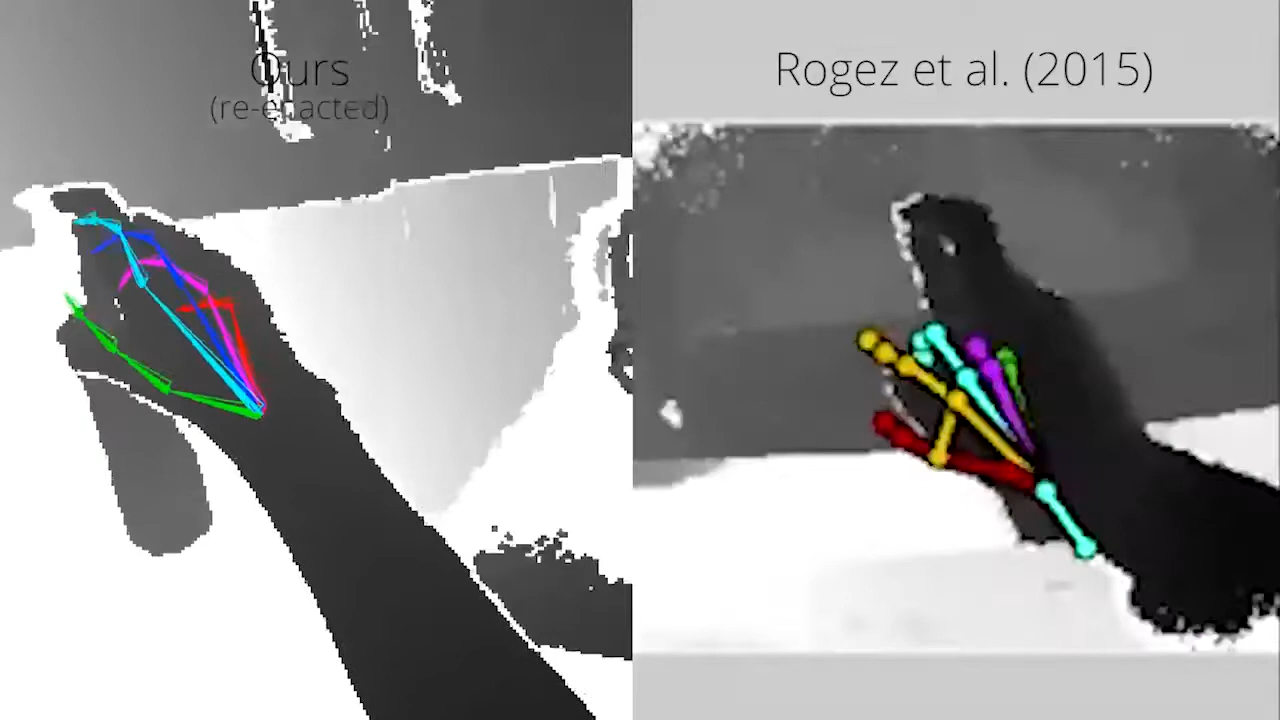 Ours
(re-enacted)
Rogez et al. (2015)